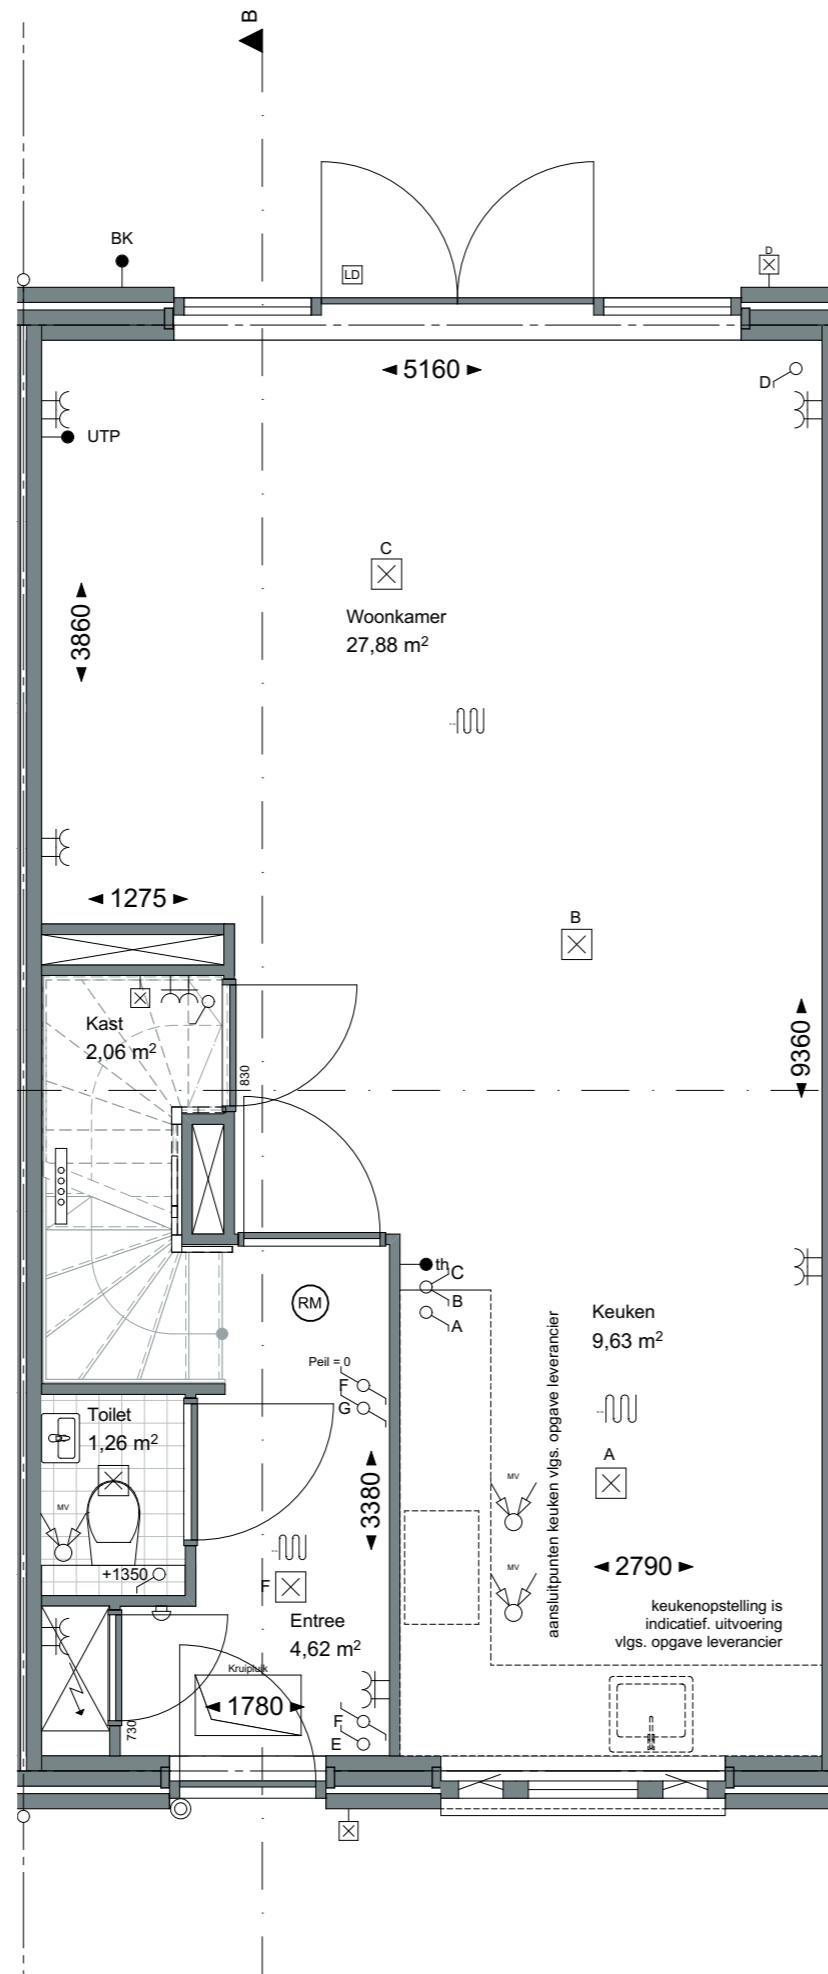 B
BK
D
LD
5160
D
UTP
C
3860
Woonkamer
27,88 m²
1275
B
Kast
2,06 m²
830
9360
th
C
B
A
RM
Keuken
9,63 m²
Peil = 0
F
G
aansluitpunten keuken vlgs. opgave leverancier
Toilet
1,26 m²
A
MV
MV
3380
MV
2790
+1350
F
keukenopstelling is
indicatief. uitvoering
vlgs. opgave leverancier
Entree
4,62 m²
Kruipluik
1780
F
E
730